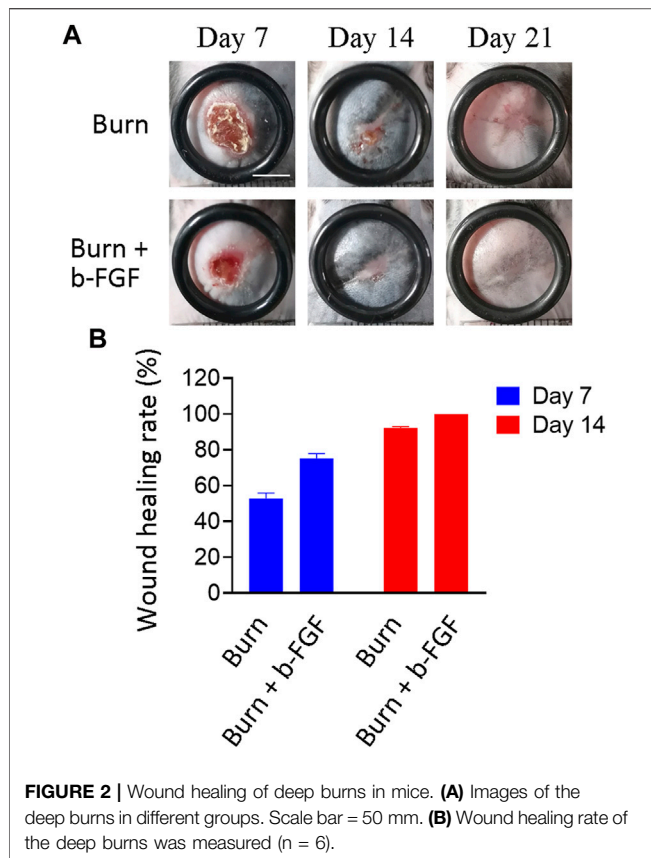 A
Day 7 Day 14 Day 21
Burn
Burn +
b-FGF
B
Wound healing rate (%)
120
100
80
60
40
20
0
Day 7
Day 14
Burn
Burn + b-FGF
Burn
Burn + b-FGF
FIGURE 2 | Wound healing of deep burns in mice. (A) Images of the
deep burns in different groups. Scale bar = 50 mm. (B) Wound healing rate of
the deep burns was measured (n = 6).